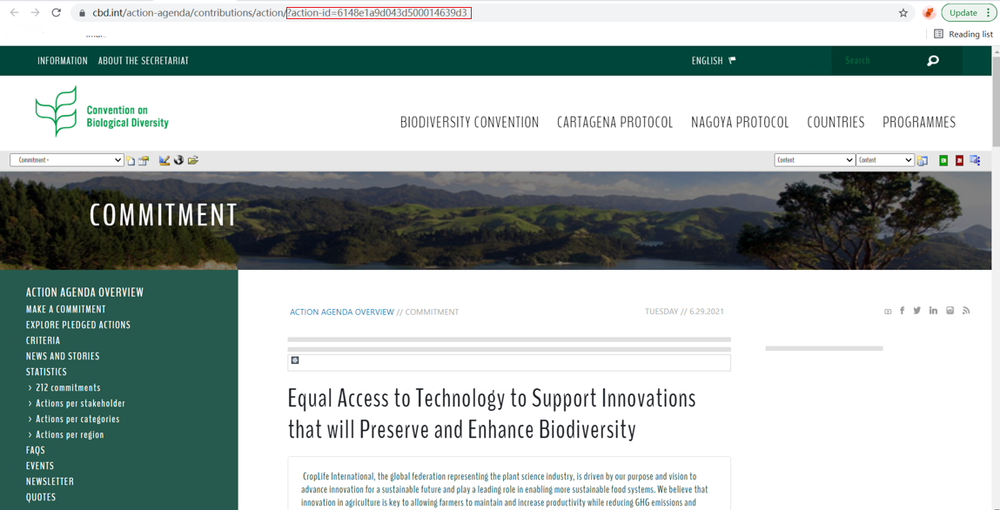 cbd.int/action-agenda/contributions/action/?action-id=6148e1a9d043d500014639d3
Update
Reading list
INFORMATION ABOUT THE SECRETARIAT
ENGLISH
Search
Convention on
Biological Diversity
BIODIVERSITY CONVENTION CARTAGENA PROTOCOL NAGOYA PROTOCOL COUNTRIES PROGRAMMES
Commitment •
Content
Content
EN
COMMITMENT
ACTION AGENDA OVERVIEW
MAKE A COMMITMENT
EXPLORE PLEDGED ACTIONS
CRITERIA
NEWS AND STORIES
STATISTICS
› 212 commitments
› Actions per stakeholder
› Actions per categories
› Actions per region
FAQS
EVENTS
NEWSLETTER
QUOTES
ACTION AGENDA OVERVIEW // COMMITMENT
TUESDAY // 6.29.2021
Equal Access to Technology to Support Innovations
that will Preserve and Enhance Biodiversity
CropLife International, the global federation representing the plant science industry, is driven by our purpose and vision to
advance innovation for a sustainable future and play a leading role in enabling more sustainable food systems. We believe that
innovation in agriculture is key to allowing farmers to maintain and increase productivity while reducing GHG emissions and